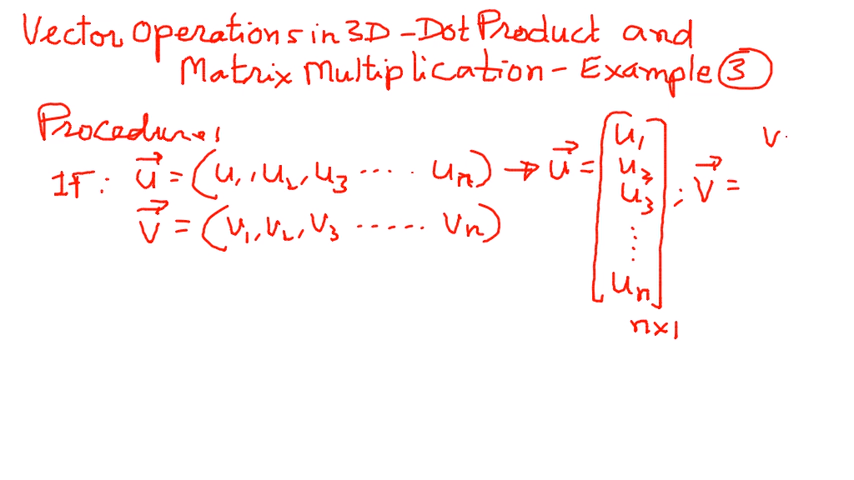 Vector Operations in 3D - Dot Product and
Matrix Multiplication - Example 3
Procedure:
If: u⃗ = (u₁, u₂, u₃ ..... uₙ) → u⃗ = [u₁ u₃ u₃ ⋮ uₙ] n×1 ; v⃗ = v
v⃗ = (v₁, v₂, v₃ ..... vₙ)